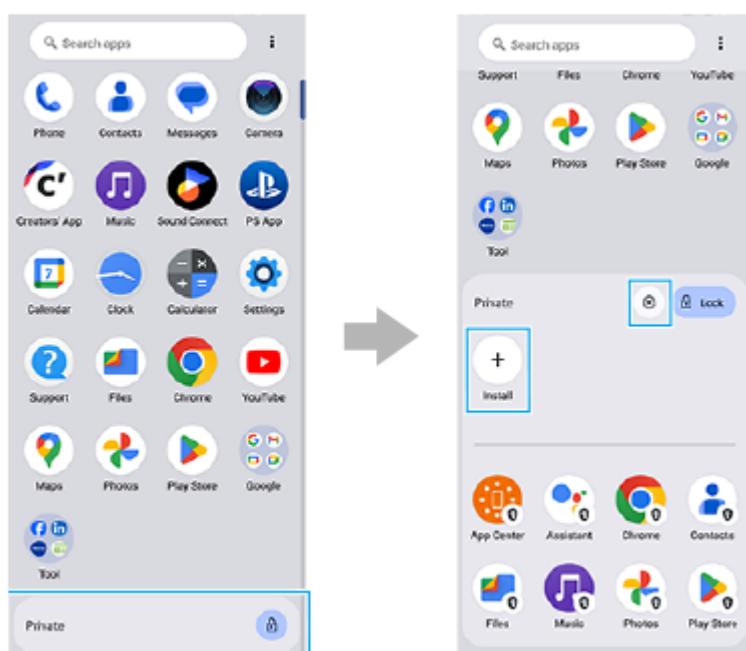 Search apps
Phone Contacts Messages Camera
Creators' App Music Sound Connect PS App
7
Calendar Clock Calculator Settings
Support Files Chrome YouTube
Maps Photos Play Store Google
Tool
Private
Search apps
Support Files Chrome YouTube
Maps Photos Play Store Google
Tool
Private Lock
Install
App Center Assistant Chrome Contacts
Files Music Photos Play Store